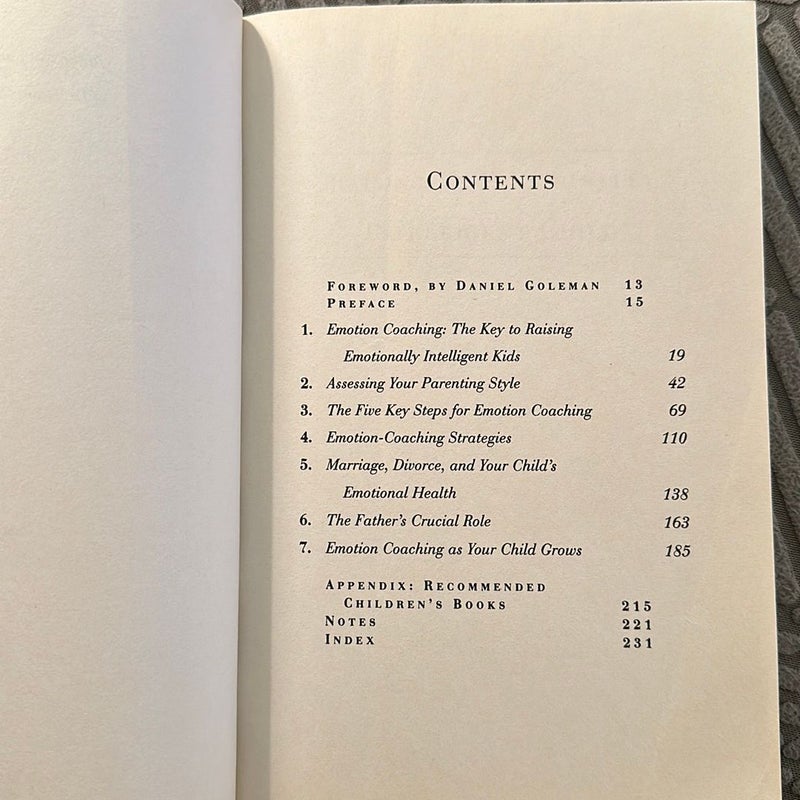 CONTENTS
FOREWORD, BY DANIEL GOLEMAN 13
PREFACE 15
1. Emotion Coaching: The Key to Raising
Emotionally Intelligent Kids 19
2. Assessing Your Parenting Style 42
3. The Five Key Steps for Emotion Coaching 69
4. Emotion-Coaching Strategies 110
5. Marriage, Divorce, and Your Child's
Emotional Health 138
6. The Father's Crucial Role 163
7. Emotion Coaching as Your Child Grows 185
APPENDIX: RECOMMENDED
CHILDREN'S BOOKS 215
NOTES 221
INDEX 231